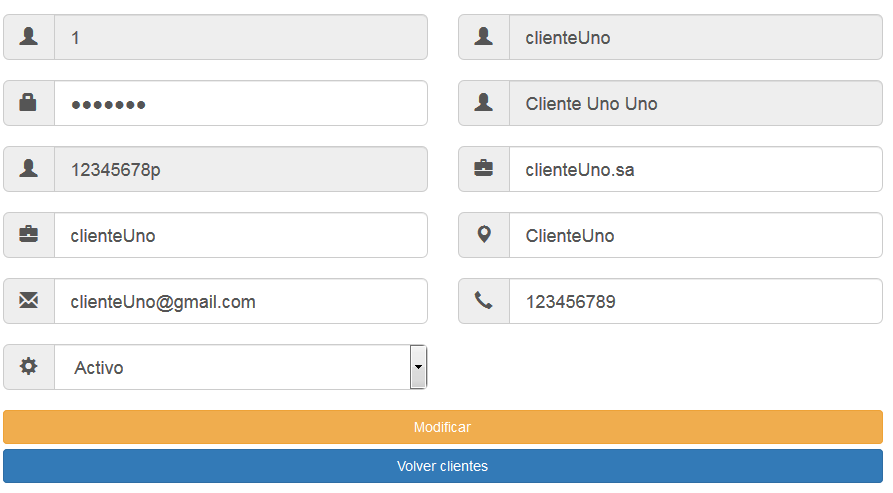 1
clienteUno
•••••••
Cliente Uno Uno
12345678p
clienteUno.sa
clienteUno
ClienteUno
clienteUno@gmail.com
123456789
Activo
Modificar
Volver clientes